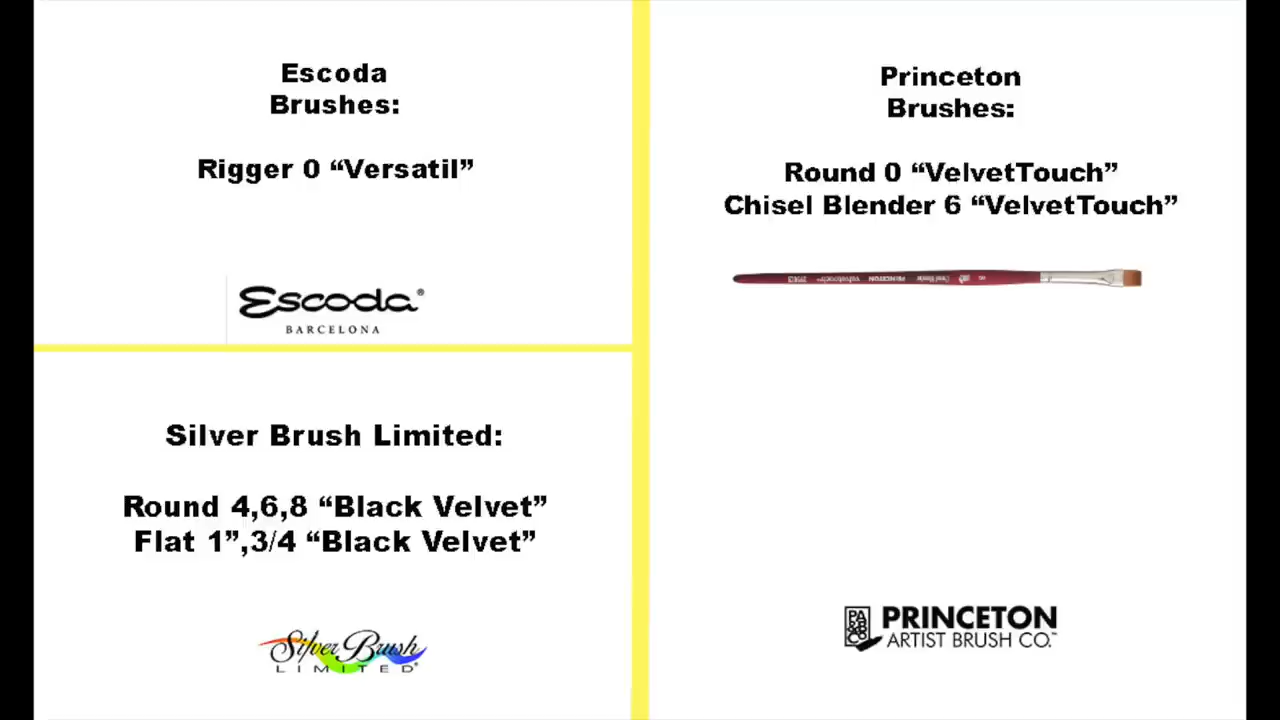 Escoda
Brushes:
Rigger 0 “Versatil”
Escoda®
BARCELONA
Silver Brush Limited:
Round 4,6,8 “Black Velvet”
Flat 1”,3/4 “Black Velvet”
Silver Brush
LIMITED®
Princeton
Brushes:
Round 0 “VelvetTouch”
Chisel Blender 6 “VelvetTouch”
PRINCETON
PRINCETON
ARTIST BRUSH CO.™